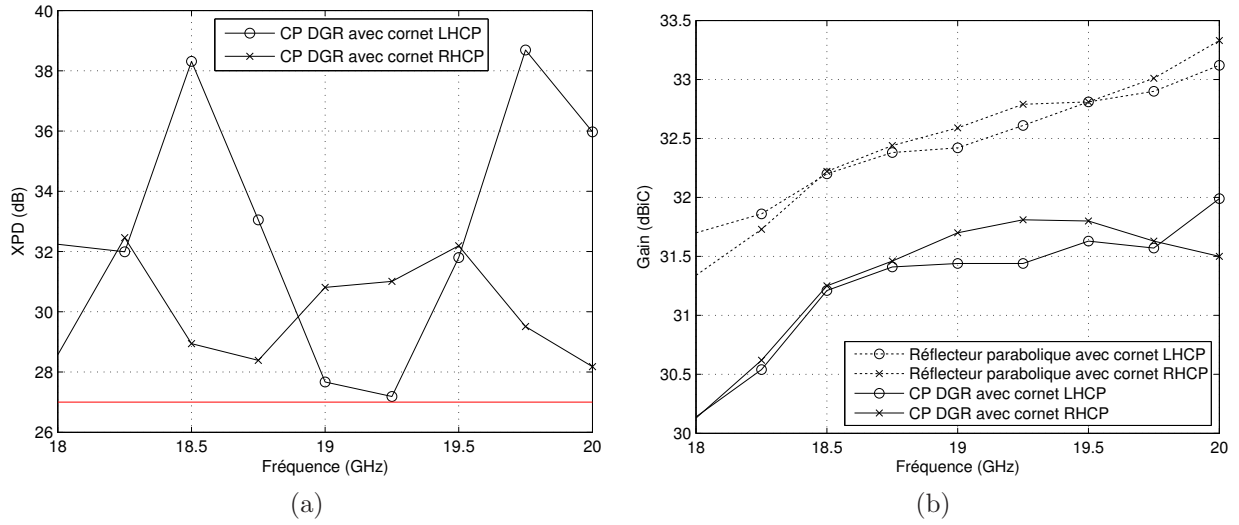 40
38
36
34
32
30
28
26
XPD (dB)
CP DGR avec cornet LHCP
CP DGR avec cornet RHCP
18
18.5
19
19.5
20
Fréquence (GHz)
(a)
33.5
33
32.5
32
31.5
31
30.5
30
Gain (dBiC)
Réflecteur parabolique avec cornet LHCP
Réflecteur parabolique avec cornet RHCP
CP DGR avec cornet LHCP
CP DGR avec cornet RHCP
18
18.5
19
19.5
20
Fréquence (GHz)
(b)